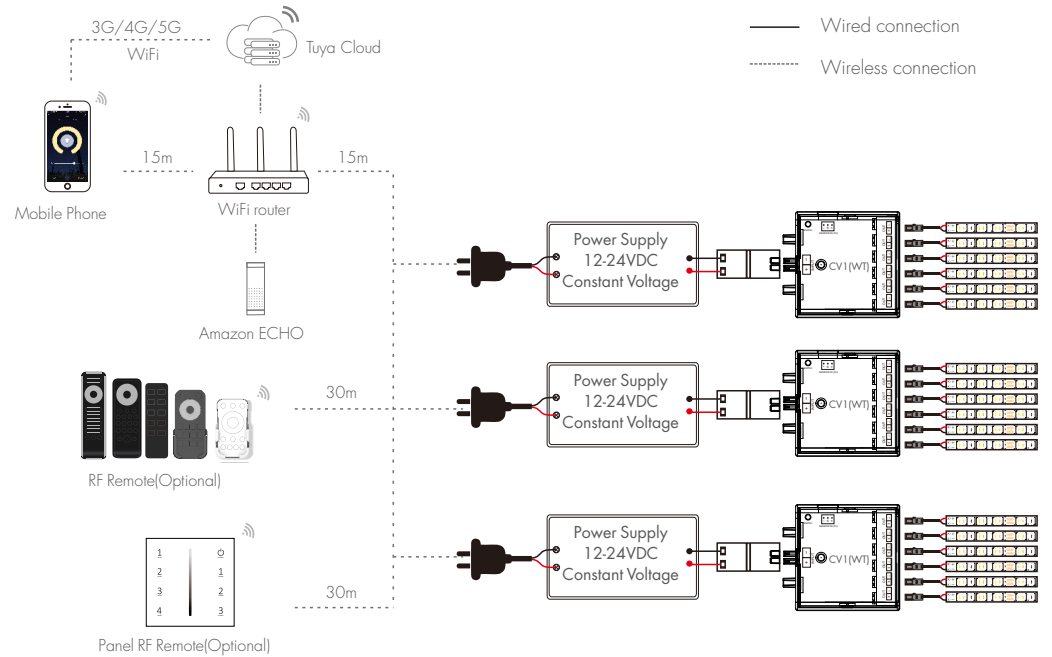 3G/4G/5G
WiFi
Tuya Cloud
Wired connection
Wireless connection
15m
15m
Mobile Phone
WiFi router
Amazon ECHO
Power Supply
12-24VDC
Constant Voltage
CV1(WT)
30m
RF Remote(Optional)
Power Supply
12-24VDC
Constant Voltage
CV1(WT)
1
2 1
3 2
4 3
30m
Panel RF Remote(Optional)
Power Supply
12-24VDC
Constant Voltage
CV1(WT)